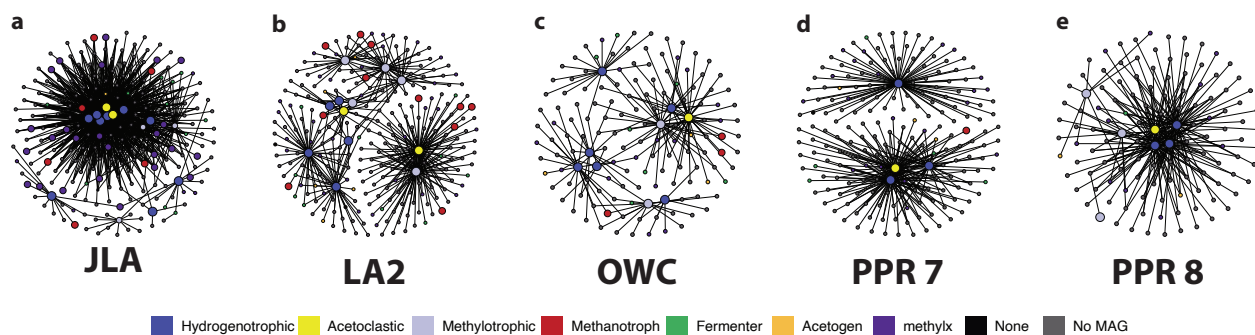 a
b
c
d
e
JLA
LA2
OWC
PPR 7
PPR 8
Hydrogenotrophic
Acetoclastic
Methylotrophic
Methanotroph
Fermenter
Acetogen
methylx
None
No MAG